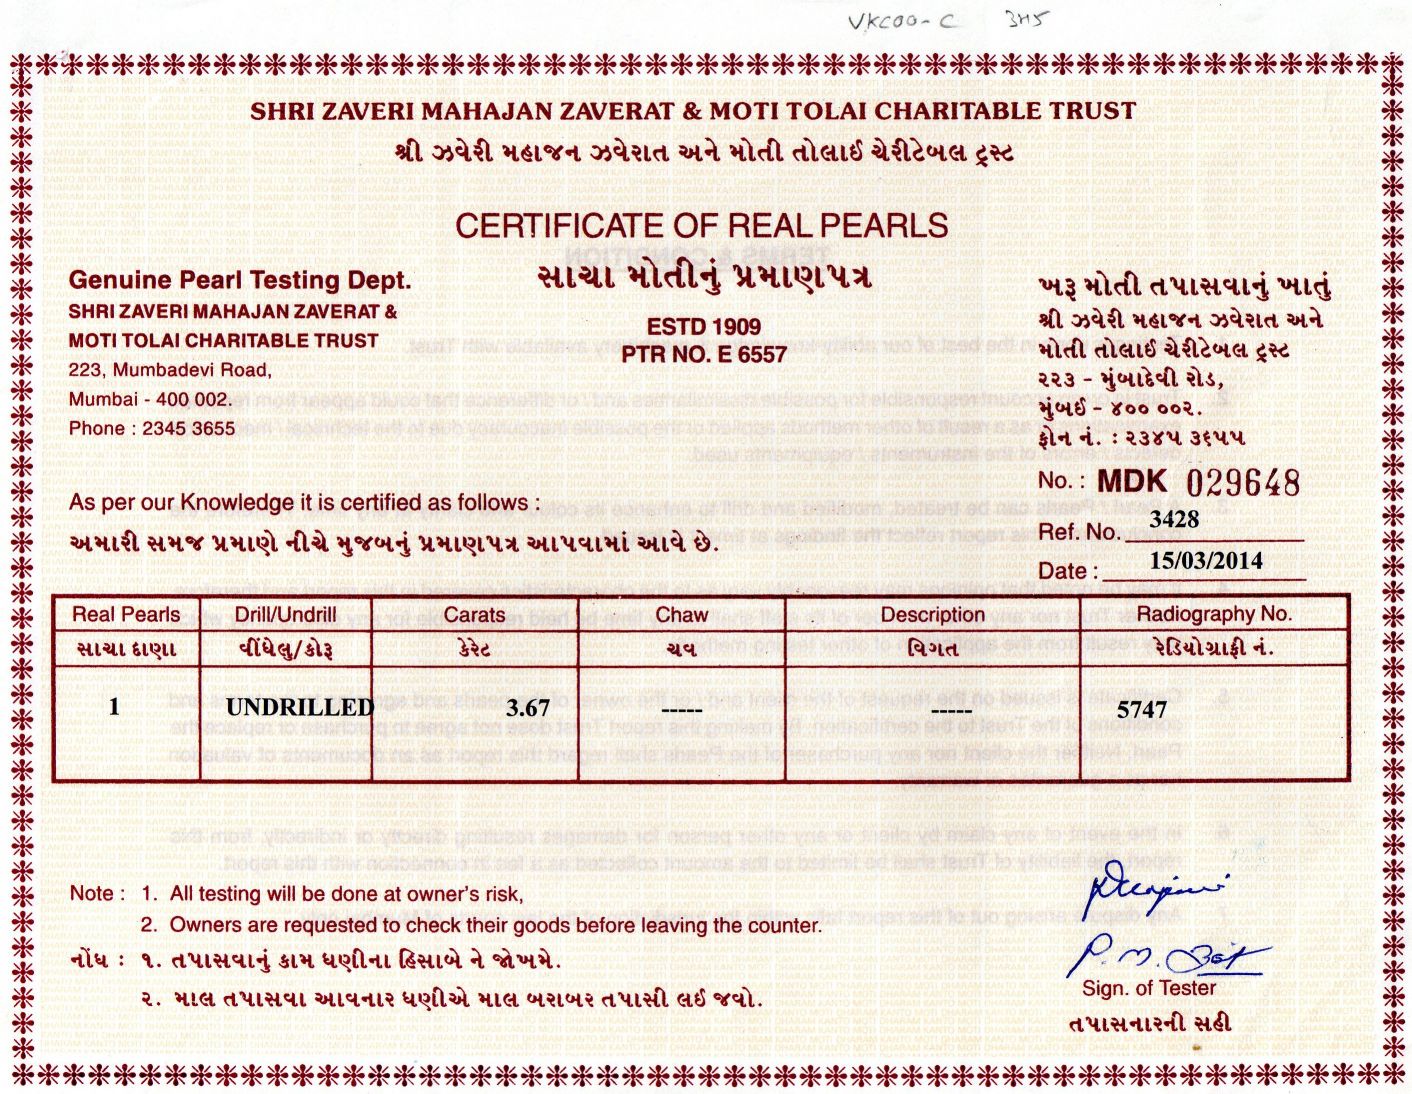 VKC00-C 3H5
SHRI ZAVERI MAHAJAN ZAVERAT & MOTI TOLAI CHARITABLE TRUST
શ્રી ઝવેરી મહાજન ઝવેરાત અને મોતી તોલાઈ ચેરીટેબલ ટ્રસ્ટ
CERTIFICATE OF REAL PEARLS
સાચા મોતીનું પ્રમાણપત્ર
ESTD 1909
PTR NO. E 6557
Genuine Pearl Testing Dept.
SHRI ZAVERI MAHAJAN ZAVERAT &
MOTI TOLAI CHARITABLE TRUST
223, Mumbadevi Road,
Mumbai - 400 002.
Phone : 2345 3655
ખરૂ મોતી તપાસવાનું ખાતું
શ્રી ઝવેરી મહાજન ઝવેરાત અને
મોતી તોલાઈ ચેરીટેબલ ટ્રસ્ટ
૨૨૩ - મુંબાદેવી રોડ,
મુંબઈ - ૪૦૦ ૦૦૨.
ફોન નં. : ૨૩૪૫ ૩૬૫૫
No. : MDK 029648
Ref. No. 3428
Date : 15/03/2014
As per our Knowledge it is certified as follows :
અમારી સમજ પ્રમાણે નીચે મુજબનું પ્રમાણપત્ર આપવામાં આવે છે.
Real Pearls Drill/Undrill Carats Chaw Description Radiography No.
સાચા દાણા વીંધેલુ/કોરૂ કેરેટ ચવ વિગત રેડિયોગ્રાફી નં.
1 UNDRILLED 3.67 ---- ---- 5747
Note : 1. All testing will be done at owner's risk,
2. Owners are requested to check their goods before leaving the counter.
નોંધ : ૧. તપાસવાનું કામ ધણીના હિસાબે ને જોખમે.
૨. માલ તપાસવા આવનાર ધણીએ માલ બરાબર તપાસી લઈ જવો.
Sign. of Tester
તપાસનારની સહી